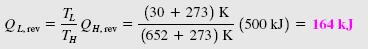 Q_{L, rev} = \frac{T_L}{T_H} Q_{H, rev} = \frac{(30 + 273) K}{(652 + 273) K} (500 kJ) = 164 kJ